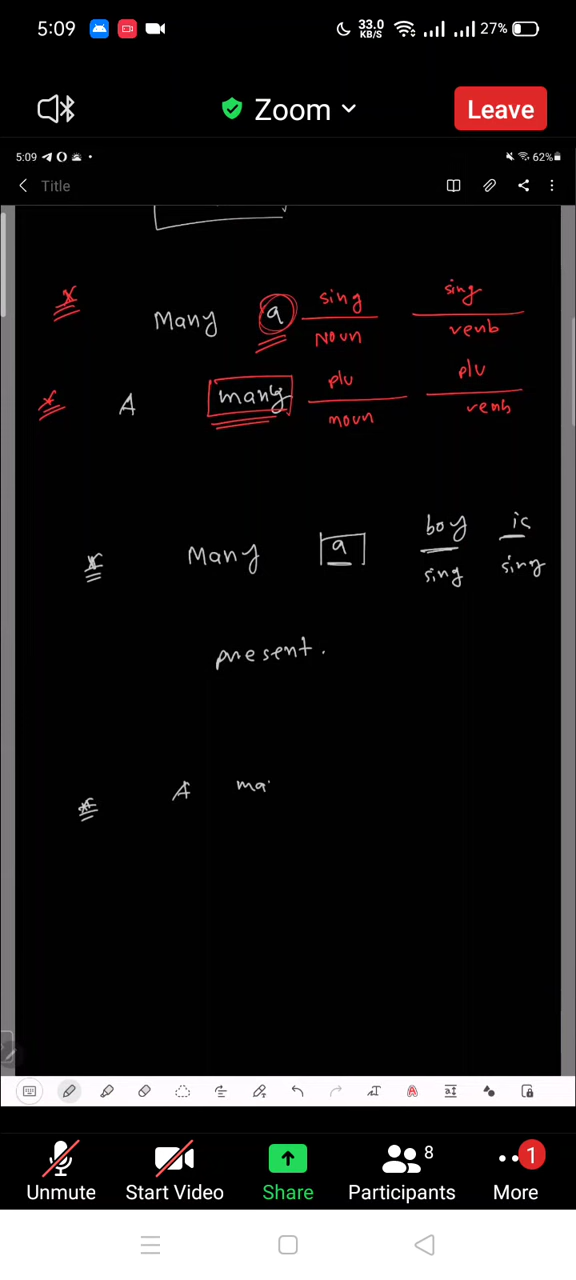 5:09 33.0 KB/S 27%
Zoom Leave
5:09 62%
Title
Many a sing Noun sing verb
A many plu noun plu verb
Many a boy is
sing sing
present.
A ma
Unmute Start Video Share Participants 8 More 1